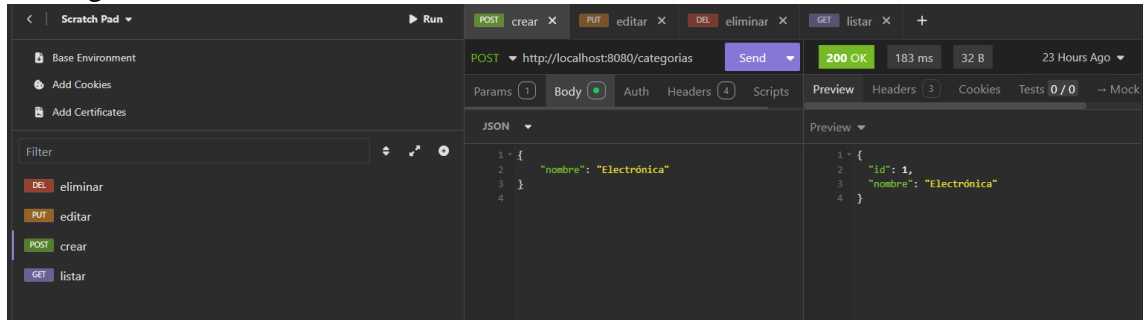 Scratch Pad
Run
Base Environment
Add Cookies
Add Certificates
Filter
DEL eliminar
PUT editar
POST crear
GET listar
POST crear × PUT editar × DEL eliminar × GET listar × +
POST http://localhost:8080/categorias Send
Params 1 Body Auth Headers 4 Scripts
JSON
1 {
2 "nombre": "Electrónica"
3 }
4
200 OK 183 ms 32 B 23 Hours Ago
Preview Headers 3 Cookies Tests 0 / 0 → Mock
Preview
1 {
2 "id": 1,
3 "nombre": "Electrónica"
4 }